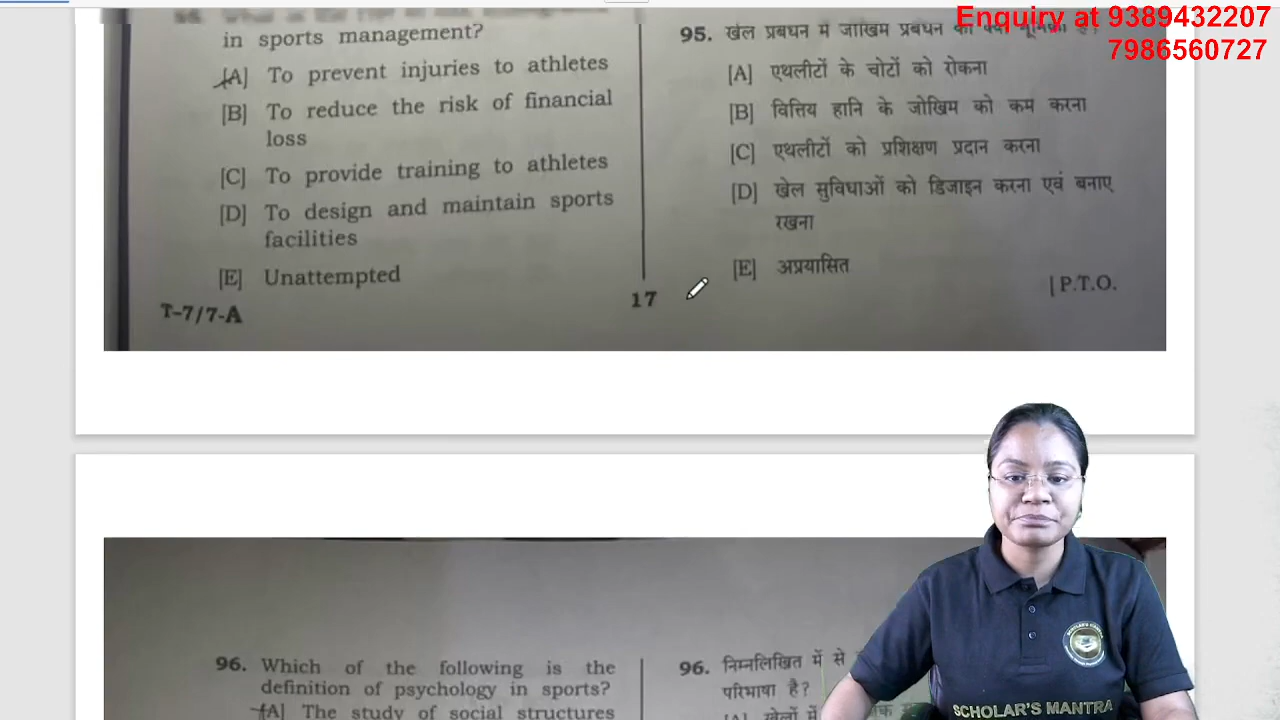 Enquiry at 9389432207
7986560727
in sports management?
[A] To prevent injuries to athletes
[B] To reduce the risk of financial
loss
[C] To provide training to athletes
[D] To design and maintain sports
facilities
[E] Unattempted
T-7/7-A
17
95. खेल प्रबंधन में जोखिम प्रबंधन
[A] एथलीटों के चोटों को रोकना
[B] वित्तिय हानि के जोखिम को कम करना
[C] एथलीटों को प्रशिक्षण प्रदान करना
[D] खेल सुविधाओं को डिजाइन करना एवं बनाए
रखना
[E] अप्रयासित
[ P.T.O.
96. Which of the following is the
definition of psychology in sports?
[A] The study of social structures
96. निम्नलिखित में से
परिभाषा है?
SCHOLAR'S MANTRA